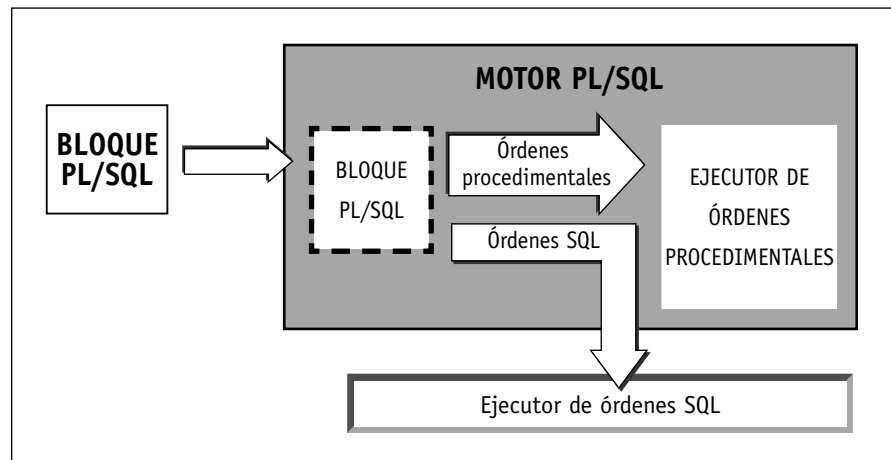 MOTOR PL/SQL
BLOQUE
PL/SQL
BLOQUE
PL/SQL
Órdenes
procedimentales
Órdenes SQL
EJECUTOR DE
ÓRDENES
PROCEDIMENTALES
Ejecutor de órdenes SQL